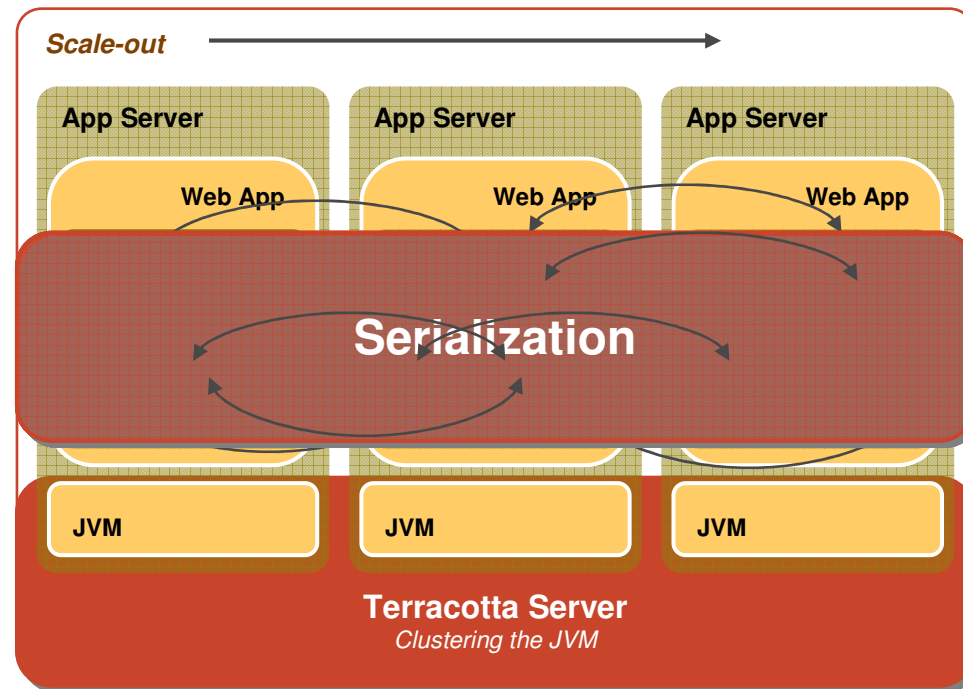 Scale-out
App Server
App Server
App Server
Web App
Web App
Web App
Serialization
JVM
JVM
JVM
Terracotta Server
Clustering the JVM